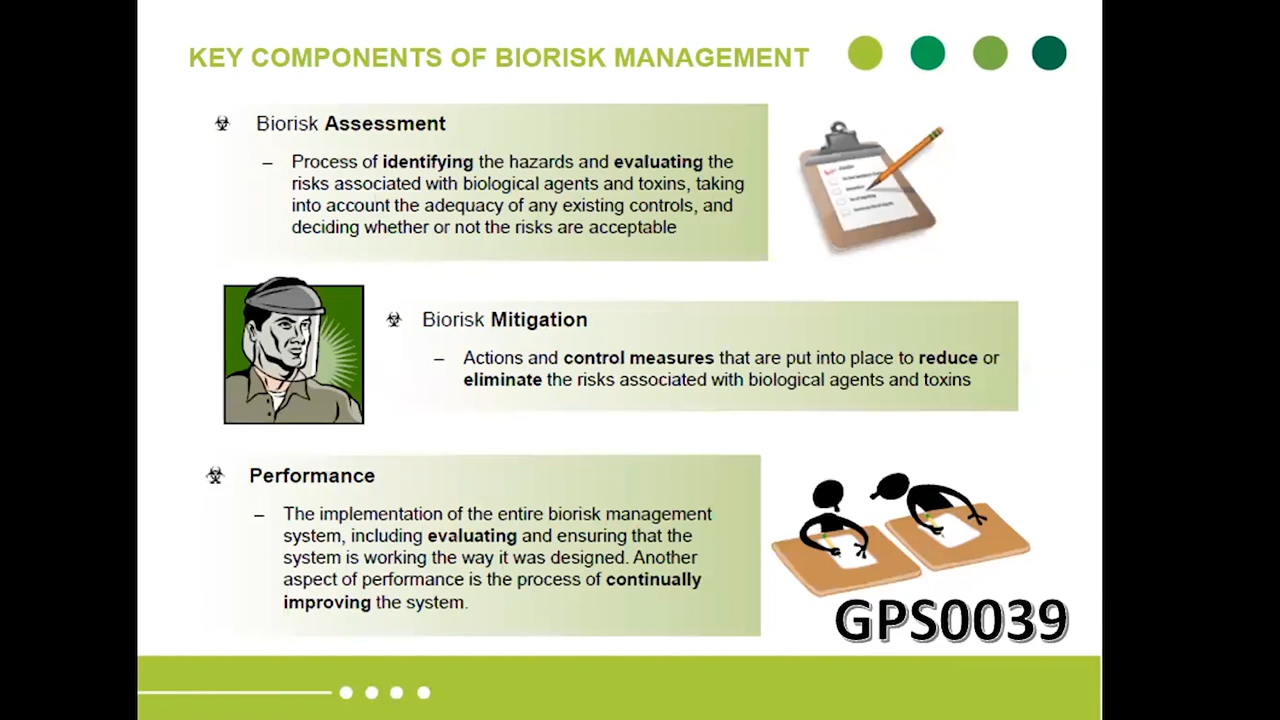 KEY COMPONENTS OF BIORISK MANAGEMENT
Biorisk Assessment
– Process of identifying the hazards and evaluating the
risks associated with biological agents and toxins, taking
into account the adequacy of any existing controls, and
deciding whether or not the risks are acceptable
Biorisk Mitigation
– Actions and control measures that are put into place to reduce or
eliminate the risks associated with biological agents and toxins
Performance
– The implementation of the entire biorisk management
system, including evaluating and ensuring that the
system is working the way it was designed. Another
aspect of performance is the process of continually
improving the system.
GPS0039